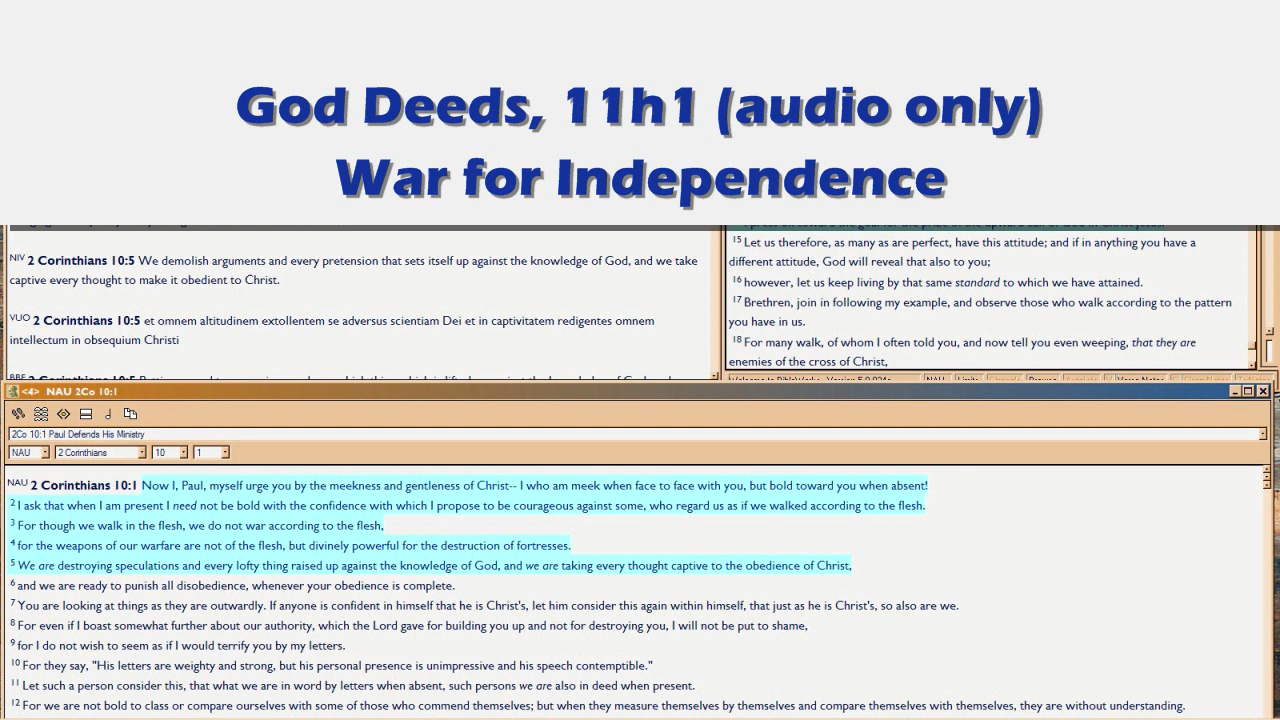 God Deeds, 11h1 (audio only)
War for Independence
NIV 2 Corinthians 10:5 We demolish arguments and every pretension that sets itself up against the knowledge of God, and we take
captive every thought to make it obedient to Christ.
VUO 2 Corinthians 10:5 et omnem altitudinem extollentem se adversus scientiam Dei et in captivitatem redigentes omnem
intellectum in obsequium Christi
BBE 2 Corinthians 10:5
15 Let us therefore, as many as are perfect, have this attitude; and if in anything you have a
different attitude, God will reveal that also to you;
16 however, let us keep living by that same standard to which we have attained.
17 Brethren, join in following my example, and observe those who walk according to the pattern
you have in us.
18 For many walk, of whom I often told you, and now tell you even weeping, that they are
enemies of the cross of Christ,
<4> NAU 2Co 10:1
2Co 10:1 Paul Defends His Ministry
NAU 2 Corinthians 10 1
NAU 2 Corinthians 10:1 Now I, Paul, myself urge you by the meekness and gentleness of Christ-- I who am meek when face to face with you, but bold toward you when absent!
2 I ask that when I am present I need not be bold with the confidence with which I propose to be courageous against some, who regard us as if we walked according to the flesh.
3 For though we walk in the flesh, we do not war according to the flesh,
4 for the weapons of our warfare are not of the flesh, but divinely powerful for the destruction of fortresses.
5 We are destroying speculations and every lofty thing raised up against the knowledge of God, and we are taking every thought captive to the obedience of Christ,
6 and we are ready to punish all disobedience, whenever your obedience is complete.
7 You are looking at things as they are outwardly. If anyone is confident in himself that he is Christ's, let him consider this again within himself, that just as he is Christ's, so also are we.
8 For even if I boast somewhat further about our authority, which the Lord gave for building you up and not for destroying you, I will not be put to shame,
9 for I do not wish to seem as if I would terrify you by my letters.
10 For they say, "His letters are weighty and strong, but his personal presence is unimpressive and his speech contemptible."
11 Let such a person consider this, that what we are in word by letters when absent, such persons we are also in deed when present.
12 For we are not bold to class or compare ourselves with some of those who commend themselves; but when they measure themselves by themselves and compare themselves with themselves, they are without understanding.